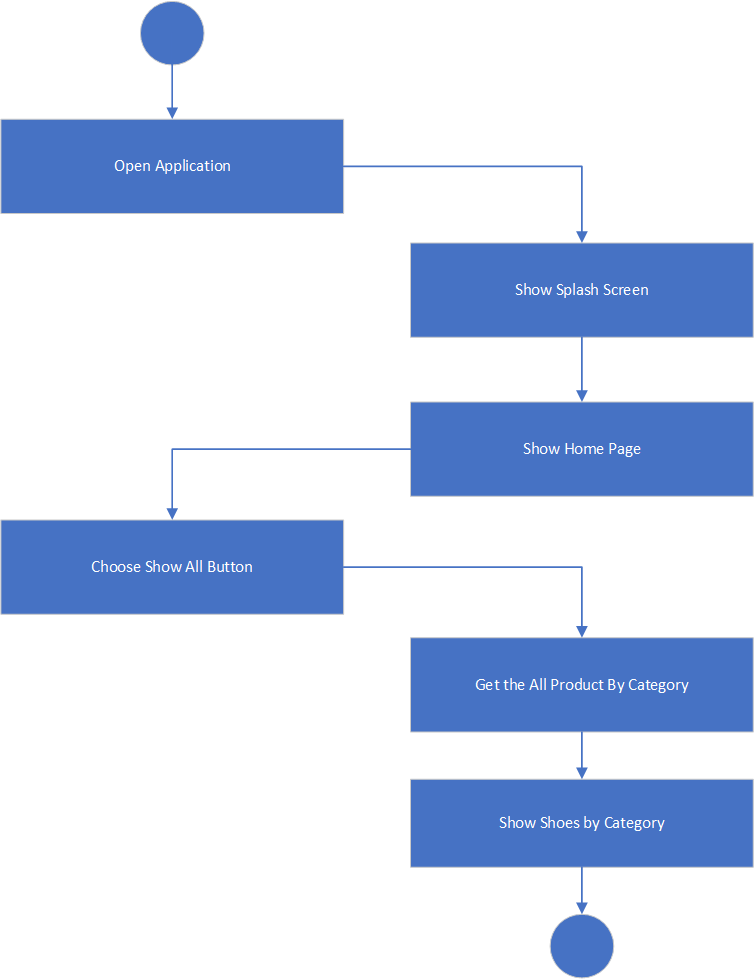 Open Application
Show Splash Screen
Show Home Page
Choose Show All Button
Get the All Product By Category
Show Shoes by Category